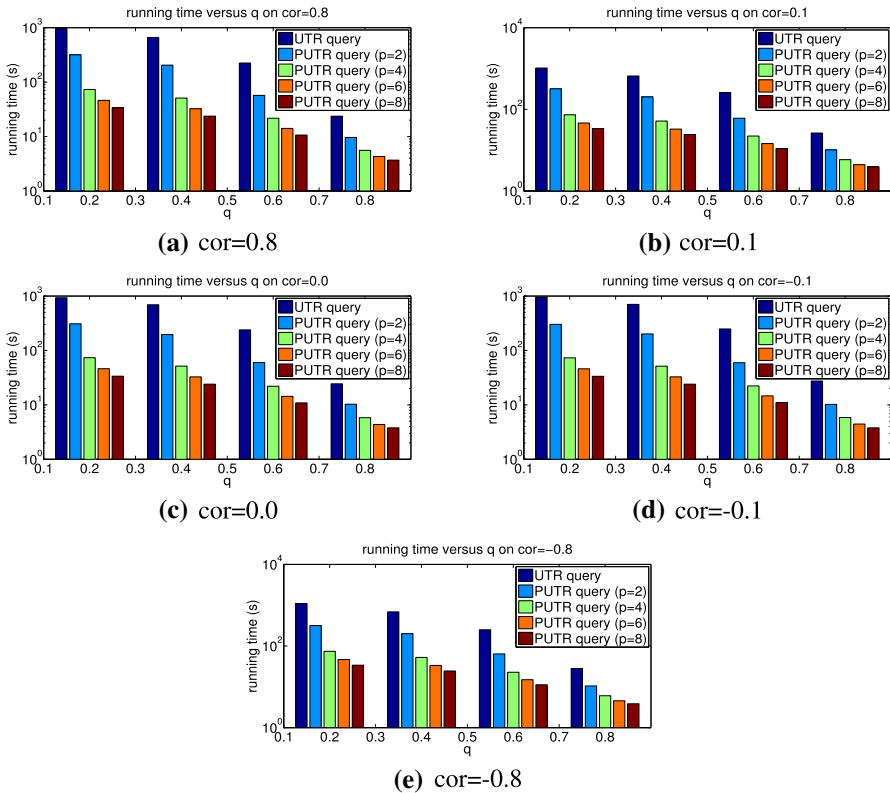 running time versus q on cor=0.8
running time (s)
10^3
10^2
10^1
10^0
UTR query
PUTR query (p=2)
PUTR query (p=4)
PUTR query (p=6)
PUTR query (p=8)
0.1 0.2 0.3 0.4 0.5 0.6 0.7 0.8
q
(a) cor=0.8
running time versus q on cor=0.1
running time (s)
10^4
10^2
10^0
UTR query
PUTR query (p=2)
PUTR query (p=4)
PUTR query (p=6)
PUTR query (p=8)
0.1 0.2 0.3 0.4 0.5 0.6 0.7 0.8
q
(b) cor=0.1
running time versus q on cor=0.0
running time (s)
10^3
10^2
10^1
10^0
UTR query
PUTR query (p=2)
PUTR query (p=4)
PUTR query (p=6)
PUTR query (p=8)
0.1 0.2 0.3 0.4 0.5 0.6 0.7 0.8
q
(c) cor=0.0
running time versus q on cor=−0.1
running time (s)
10^3
10^2
10^1
10^0
UTR query
PUTR query (p=2)
PUTR query (p=4)
PUTR query (p=6)
PUTR query (p=8)
0.1 0.2 0.3 0.4 0.5 0.6 0.7 0.8
q
(d) cor=-0.1
running time versus q on cor=−0.8
running time (s)
10^4
10^2
10^0
UTR query
PUTR query (p=2)
PUTR query (p=4)
PUTR query (p=6)
PUTR query (p=8)
0.1 0.2 0.3 0.4 0.5 0.6 0.7 0.8
q
(e) cor=-0.8